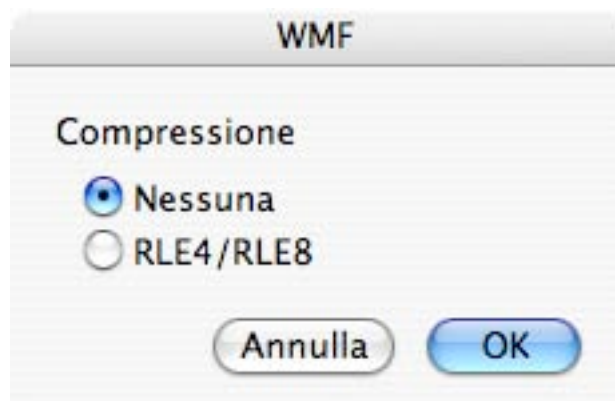 WMF
Compressione
Nessuna
RLE4/RLE8
Annulla OK